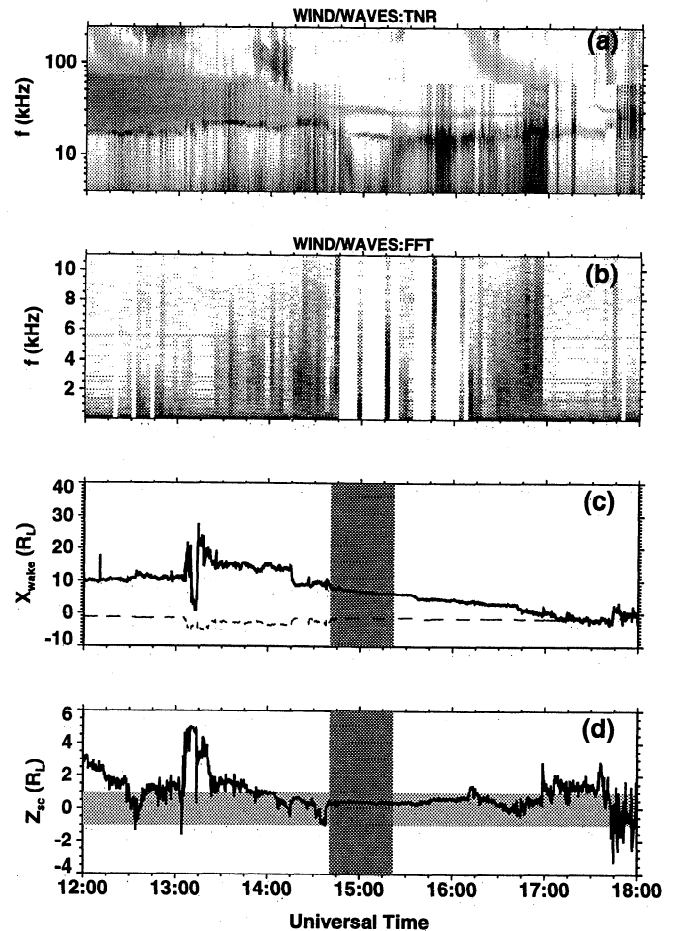 WIND/WAVES:TNR
(a)
100
10
f (kHz)
WIND/WAVES:FFT
(b)
10
8
6
4
2
f (kHz)
(c)
40
30
20
10
0
-10
Xwake (RL)
(d)
6
4
2
0
-2
-4
Zsc (RL)
12:00 13:00 14:00 15:00 16:00 17:00 18:00
Universal Time